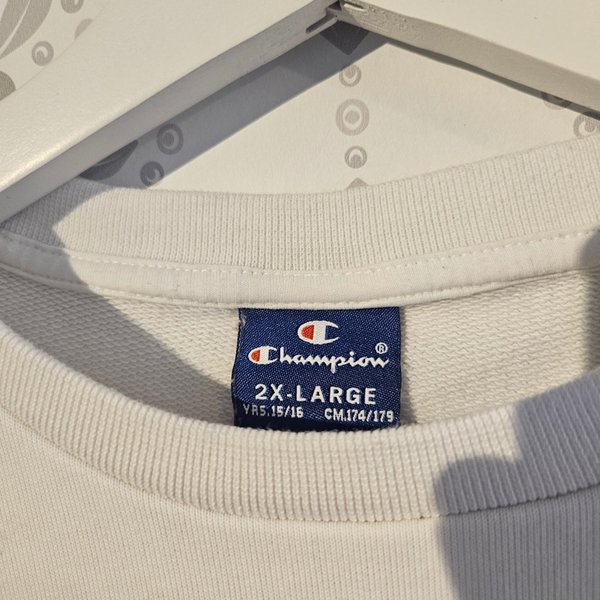 Champion®
2X-LARGE
YRS.15/16 CM.174/179